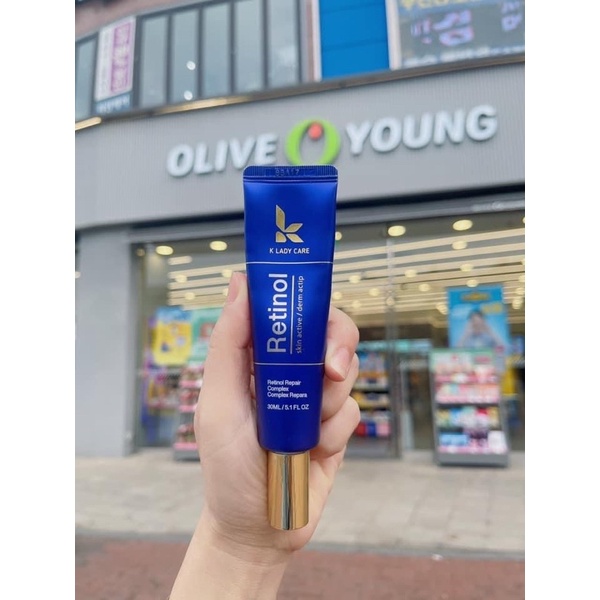 OLIVE YOUNG
K LADY CARE
Retinol
skin active / derm actip
Retinol Repair
Complex
Complex Repara
30ML / 5.1 FL OZ